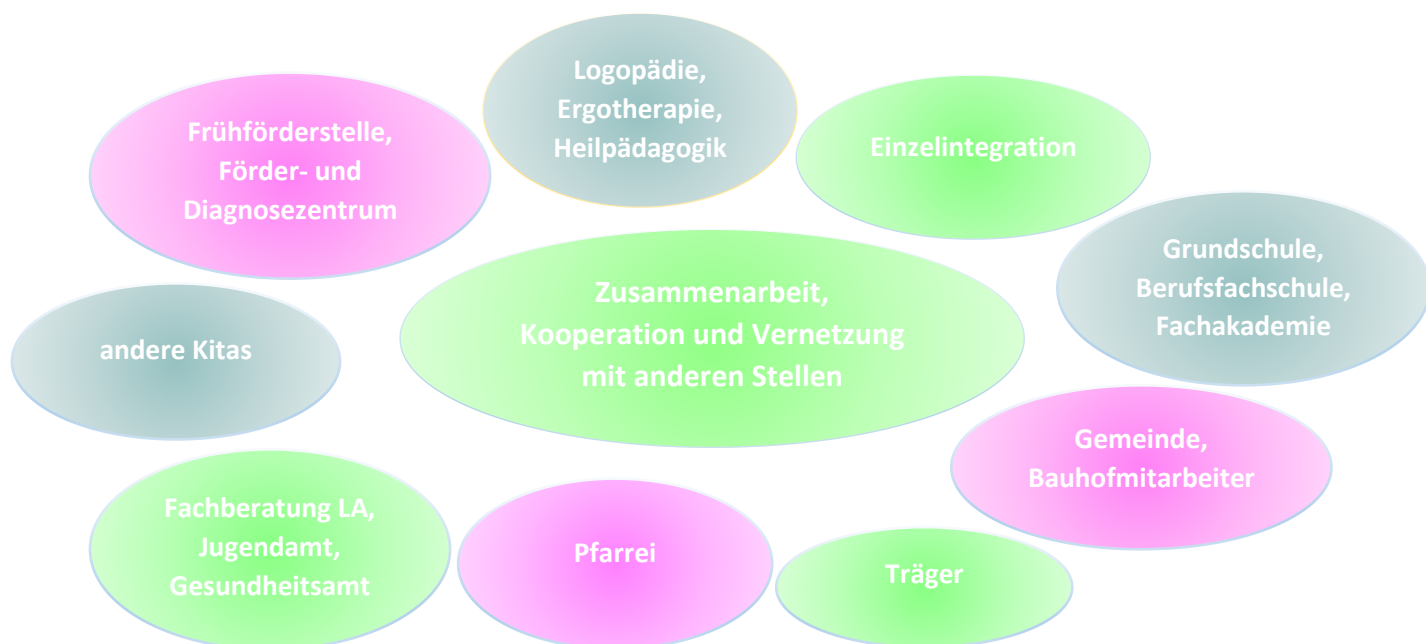 Logopädie,
Ergotherapie,
Heilpädagogik
Frühförderstelle,
Förder- und
Diagnosezentrum
Einzelintegration
Grundschule,
Berufsfachschule,
Fachakademie
Zusammenarbeit,
Kooperation und Vernetzung
mit anderen Stellen
andere Kitas
Gemeinde,
Bauhofmitarbeiter
Fachberatung LA,
Jugendamt,
Gesundheitsamt
Pfarrei
Träger